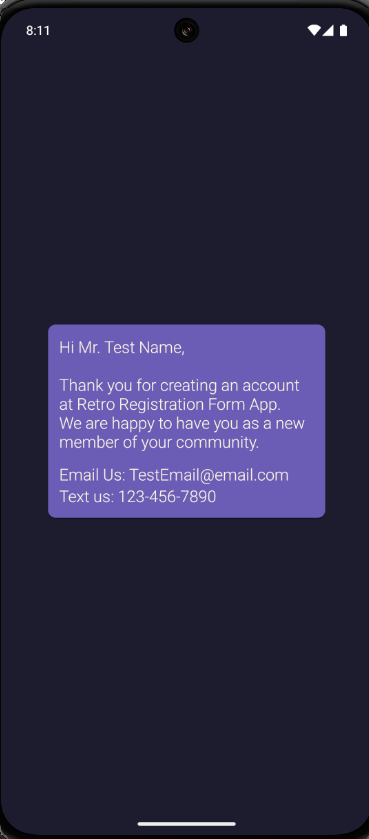 8:11
Hi Mr. Test Name,
Thank you for creating an account
at Retro Registration Form App.
We are happy to have you as a new
member of your community.
Email Us: TestEmail@email.com
Text us: 123-456-7890